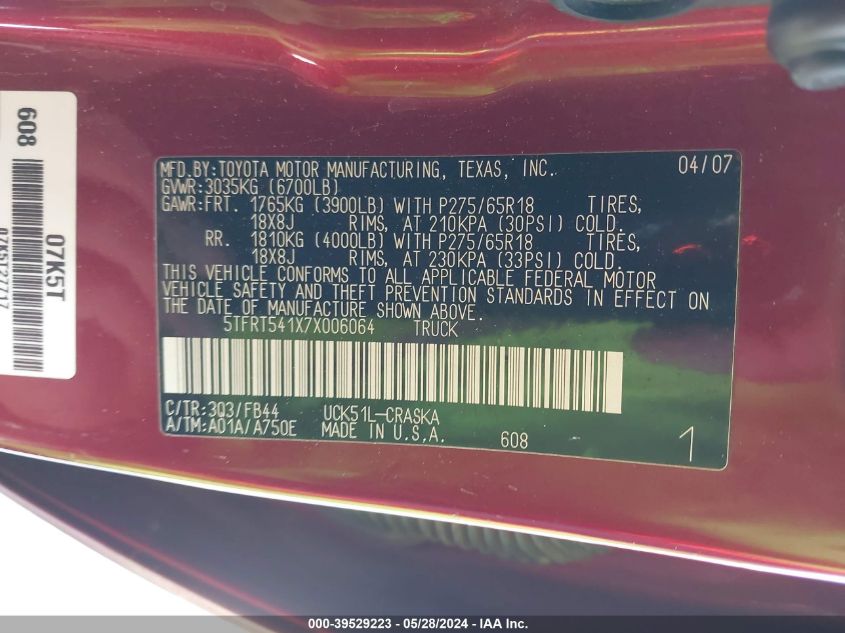 MFD.BY:TOYOTA MOTOR MANUFACTURING, TEXAS, INC. 04/07
GVWR:3035KG (6700LB)
GAWR:FRT. 1765KG (3900LB) WITH P275/65R18 TIRES,
18X8J RIMS, AT 210KPA (30PSI) COLD.
RR. 1810KG (4000LB) WITH P275/65R18 TIRES,
18X8J RIMS, AT 230KPA (33PSI) COLD.
THIS VEHICLE CONFORMS TO ALL APPLICABLE FEDERAL MOTOR
VEHICLE SAFETY AND THEFT PREVENTION STANDARDS IN EFFECT ON
THE DATE OF MANUFACTURE SHOWN ABOVE.
5TFRT541X7X006064 TRUCK
C/TR:3Q3/FB44 UCK51L-CRASKA
A/TM:A01A/A750E MADE IN U.S.A. 608 1
608
07K5T
000-39529223 - 05/28/2024 - IAA Inc.